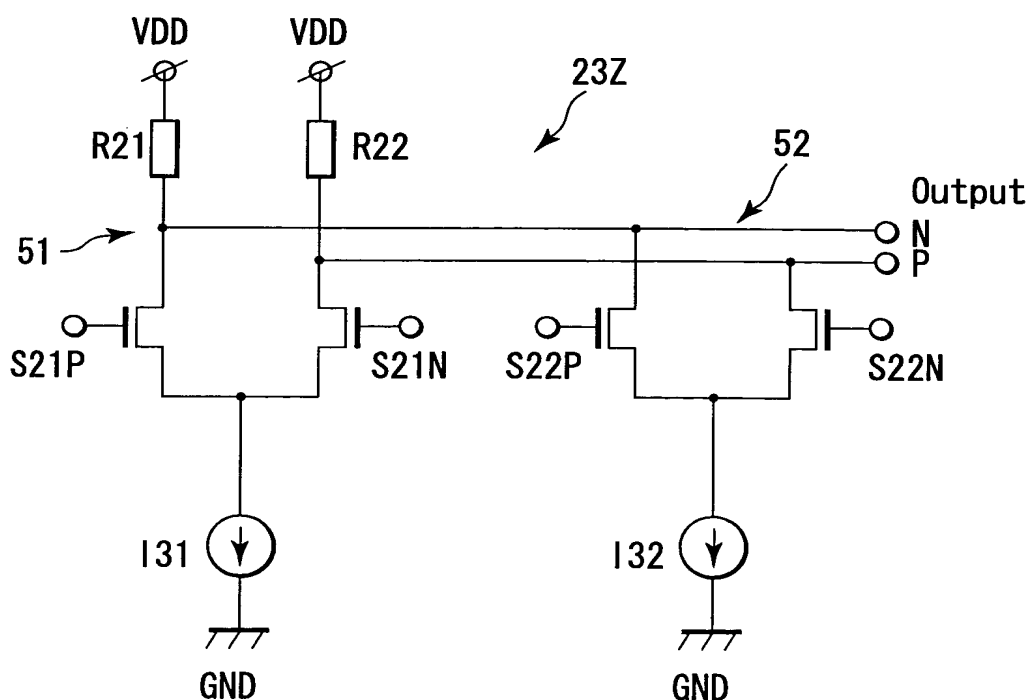 VDD VDD
23Z
R21 R22
52
Output
51
N
P
S21P S21N S22P S22N
I31 I32
GND GND